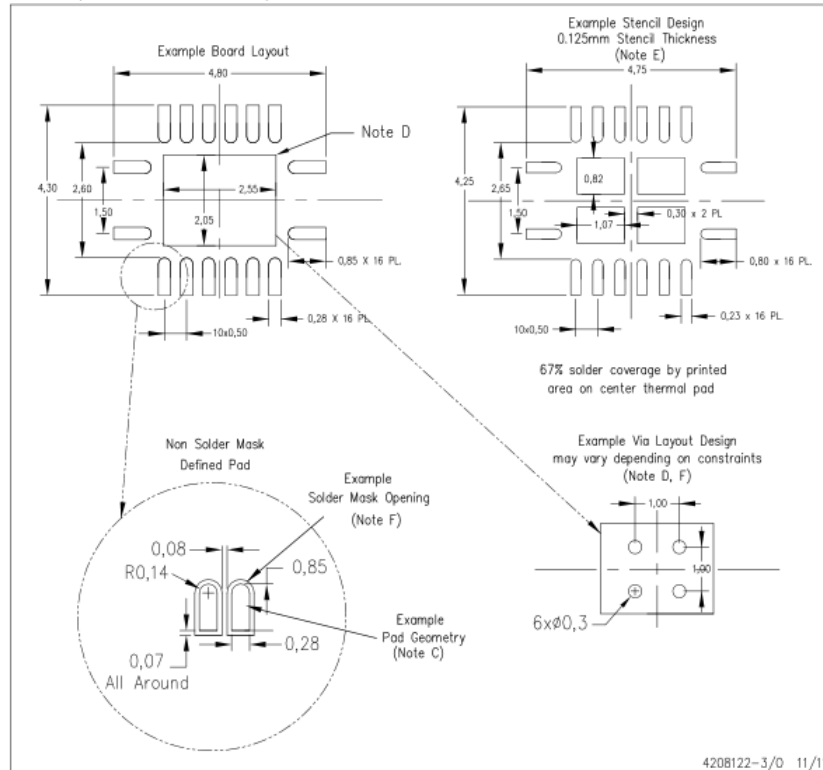 Example Board Layout
4,80
Note D
4,30
2,60
1,50
2,55
2,05
0,85 X 16 PL.
10x0,50
0,28 X 16 PL.
Example Stencil Design
0.125mm Stencil Thickness
(Note E)
4,75
4,25
2,65
1,50
0,82
1,07
0,30 x 2 PL
0,80 x 16 PL.
10x0,50
0,23 x 16 PL.
67% solder coverage by printed
area on center thermal pad
Non Solder Mask
Defined Pad
Example
Solder Mask Opening
(Note F)
0,08
R0,14
0,85
Example
Pad Geometry
(Note C)
0,28
0,07
All Around
Example Via Layout Design
may vary depending on constraints
(Note D, F)
1,00
1,00
6xø0,3
4208122-3/O 11/1